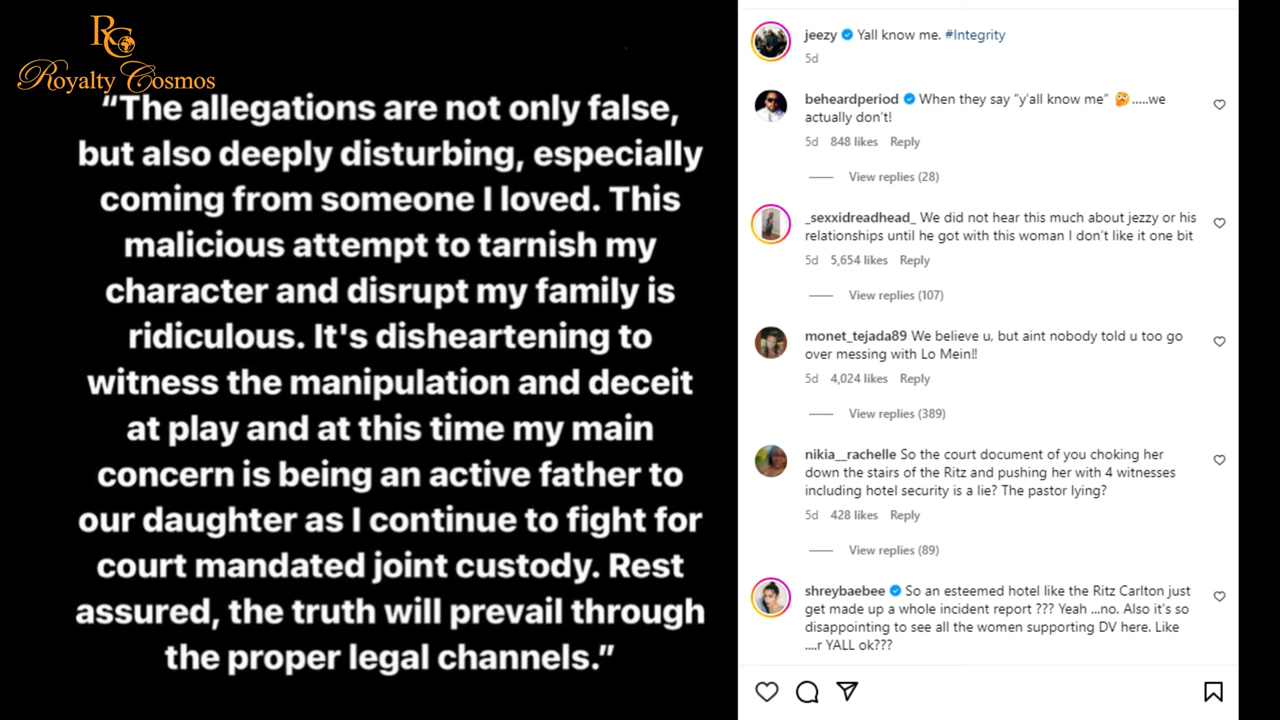 RC
Royalty Cosmos
“The allegations are not only false,
but also deeply disturbing, especially
coming from someone I loved. This
malicious attempt to tarnish my
character and disrupt my family is
ridiculous. It's disheartening to
witness the manipulation and deceit
at play and at this time my main
concern is being an active father to
our daughter as I continue to fight for
court mandated joint custody. Rest
assured, the truth will prevail through
the proper legal channels.”
jeezy Yall know me. #Integrity
5d
beheardperiod When they say “y’all know me” 🫣.....we
actually don’t!
5d 848 likes Reply
View replies (28)
_sexxidreadhead_ We did not hear this much about jezzy or his
relationships until he got with this woman I don’t like it one bit
5d 5,654 likes Reply
View replies (107)
monet_tejada89 We believe u, but aint nobody told u too go
over messing with Lo Mein!!
5d 4,024 likes Reply
View replies (389)
nikia__rachelle So the court document of you choking her
down the stairs of the Ritz and pushing her with 4 witnesses
including hotel security is a lie? The pastor lying?
5d 428 likes Reply
View replies (89)
shreybaebee So an esteemed hotel like the Ritz Carlton just
get made up a whole incident report ??? Yeah ...no. Also it's so
disappointing to see all the women supporting DV here. Like
....r YALL ok???